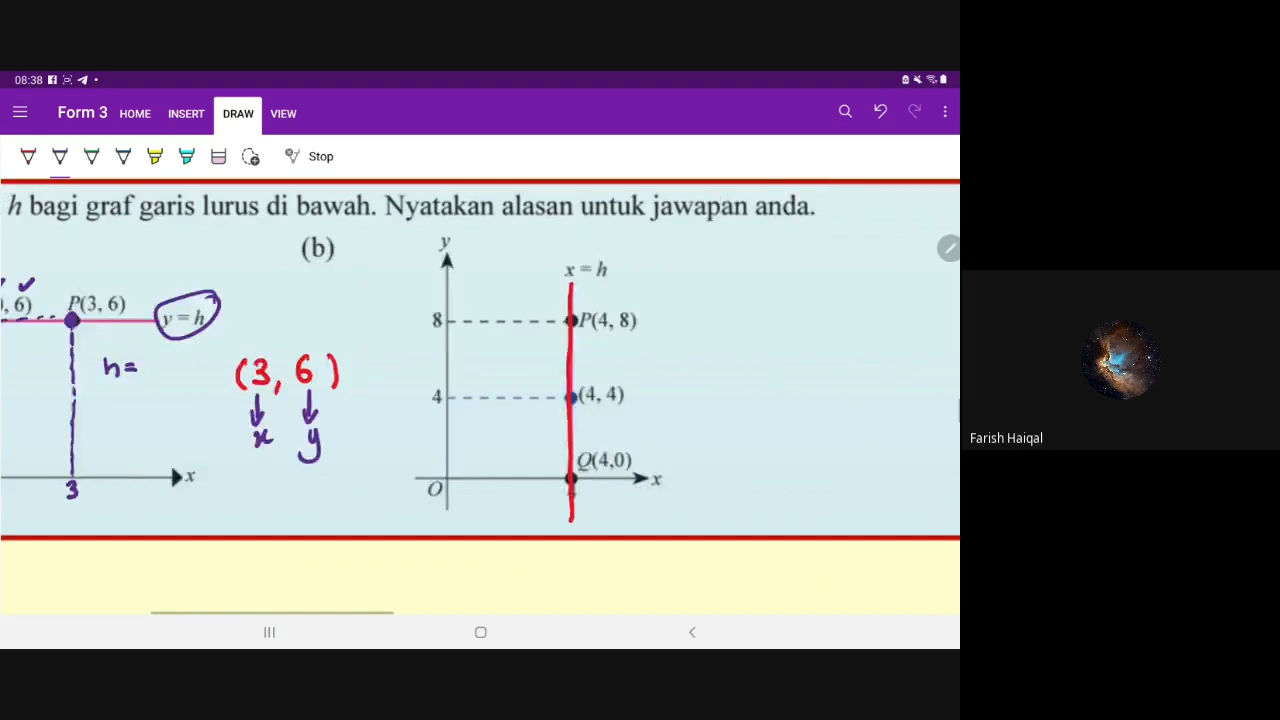 08:38
Form 3 HOME INSERT DRAW VIEW
Stop
h bagi graf garis lurus di bawah. Nyatakan alasan untuk jawapan anda.
(b)
, 6) P(3, 6)
y = h
h=
x
3
(3, 6)
x y
y
x = h
8 P(4, 8)
4 (4, 4)
Q(4,0)
O x
Farish Haiqal